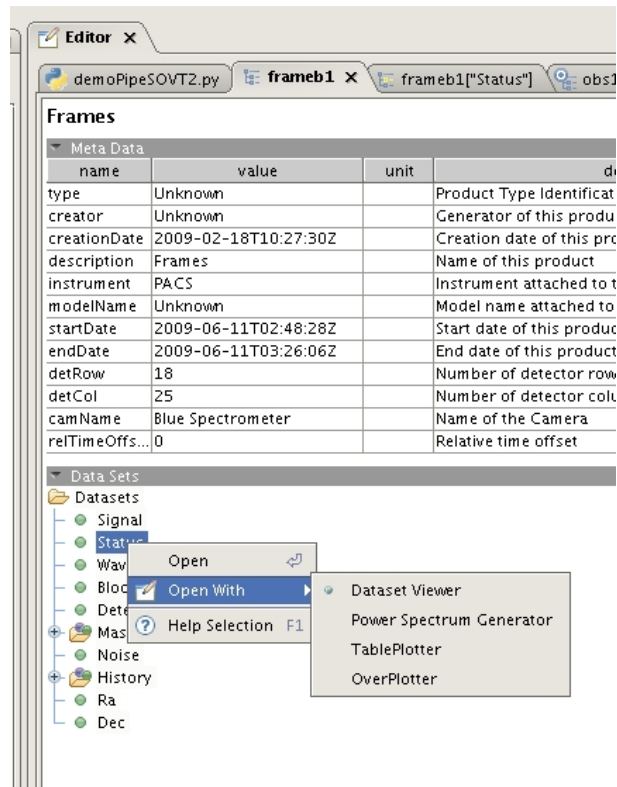 Editor ×
demoPipeSOVT2.py frameb1 × frameb1["Status"] obs1
Frames
Meta Data
name value unit
type Unknown Product Type Identificat
creator Unknown Generator of this produ
creationDate 2009-02-18T10:27:30Z Creation date of this pro
description Frames Name of this product
instrument PACS Instrument attached to t
modelName Unknown Model name attached to
startDate 2009-06-11T02:48:28Z Start date of this produc
endDate 2009-06-11T03:26:06Z End date of this product
detRow 18 Number of detector row
detCol 25 Number of detector colu
camName Blue Spectrometer Name of the Camera
relTimeOffs... 0 Relative time offset
Data Sets
Datasets
Signal
Status
Wav Open
Bloc Open With Dataset Viewer
Dete Help Selection F1 Power Spectrum Generator
Mas TablePlotter
Noise OverPlotter
History
Ra
Dec